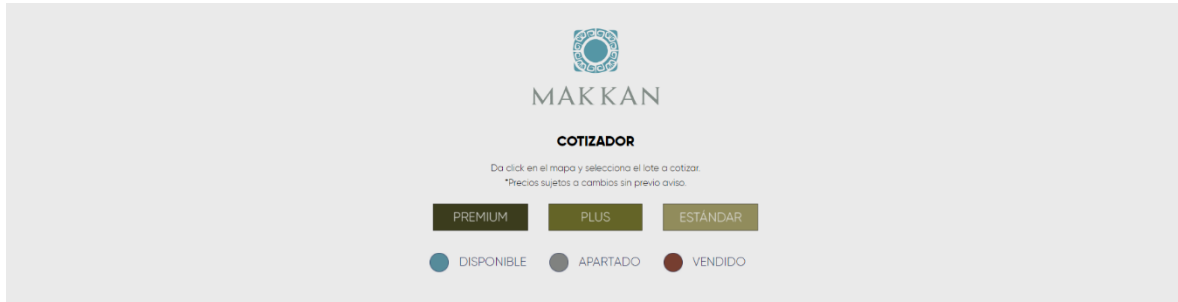 MAKKAN
COTIZADOR
Da click en el mapa y selecciona el lote a cotizar.
*Precios sujetos a cambios sin previo aviso.
PREMIUM PLUS ESTÁNDAR
DISPONIBLE APARTADO VENDIDO